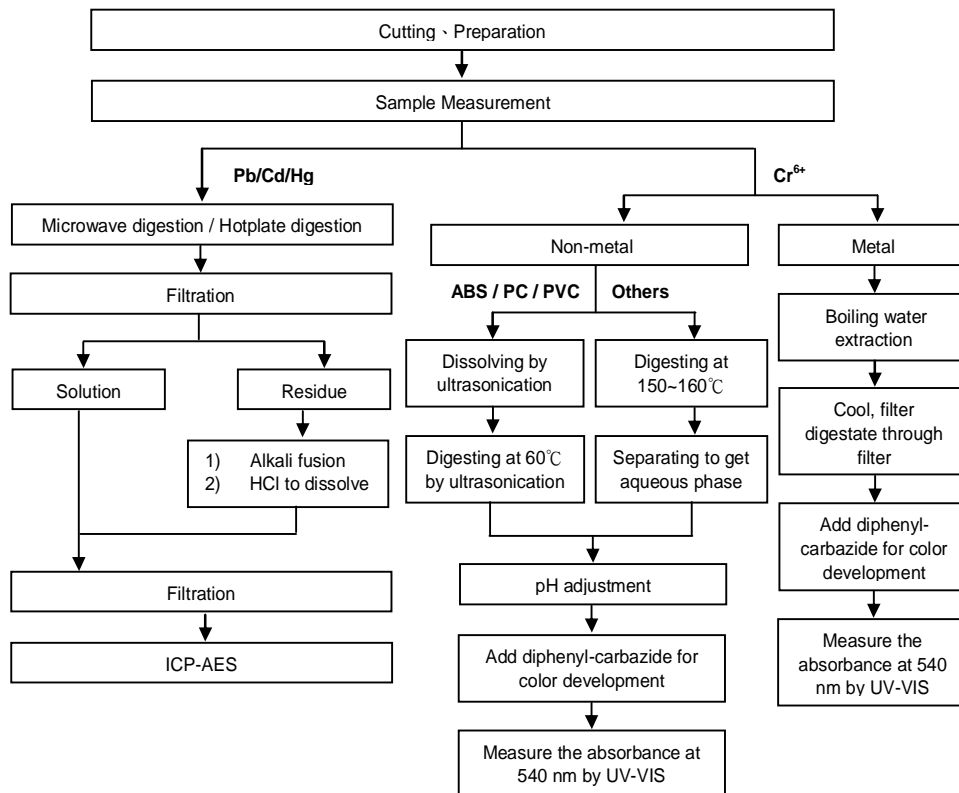 Cutting、Preparation
Sample Measurement
Pb/Cd/Hg
Microwave digestion / Hotplate digestion
Filtration
Solution
Residue
1) Alkali fusion
2) HCl to dissolve
Filtration
ICP-AES
Cr6+
Non-metal
ABS / PC / PVC
Others
Dissolving by
ultrasonication
Digesting at
150~160℃
Digesting at 60℃
by ultrasonication
Separating to get
aqueous phase
pH adjustment
Add diphenyl-carbazide for
color development
Measure the absorbance at
540 nm by UV-VIS
Metal
Boiling water
extraction
Cool, filter
digestate through
filter
Add diphenyl-
carbazide for color
development
Measure the
absorbance at 540
nm by UV-VIS